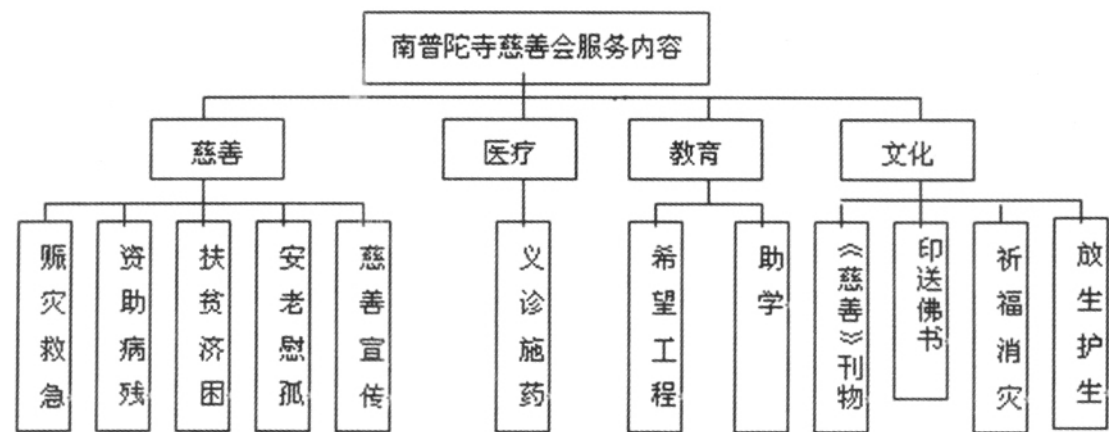 南普陀寺慈善会服务内容
慈善
医疗
教育
文化
赈灾救急
资助病残
扶贫济困
安老慰孤
慈善宣传
义诊施药
希望工程
助学
《慈善》刊物
印送佛书
祈福消灾
放生护生